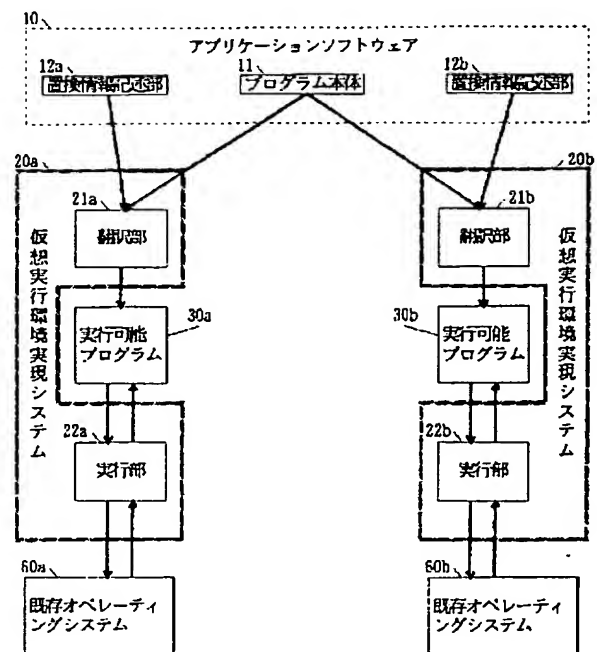 10
アプリケーションソフトウェア
12a
置換情報記述部
11
プログラム本体
12b
置換情報記述部
20a
仮想実行環境実現システム
21a
翻訳部
実行可能
プログラム
30a
22a
実行部
60a
既存オペレーティ
ングシステム
20b
仮想実行環境実現システム
21b
翻訳部
30b
実行可能
プログラム
22b
実行部
60b
既存オペレーティ
ングシステム